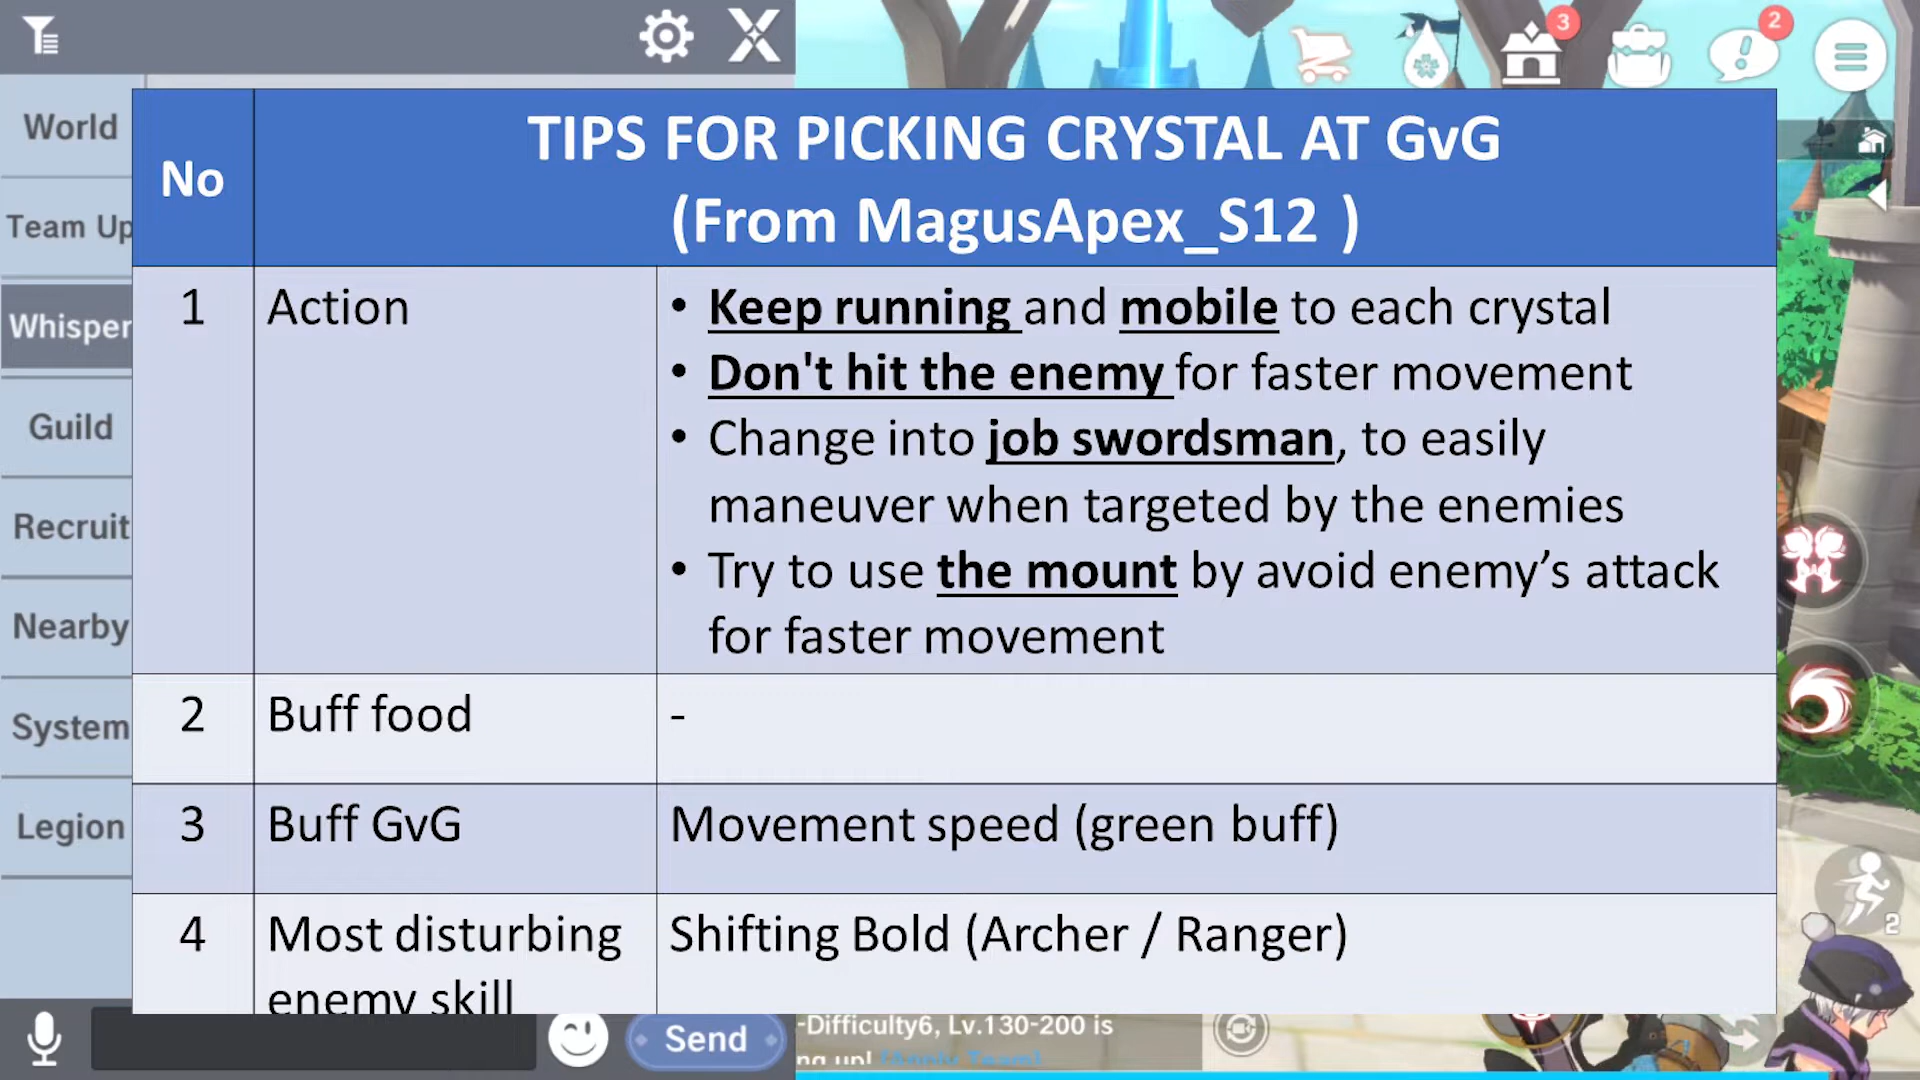 World
Team Up
Whisper
Guild
Recruit
Nearby
System
Legion
3
2
No
TIPS FOR PICKING CRYSTAL AT GvG
(From MagusApex_S12 )
1
Action
• Keep running and mobile to each crystal
• Don't hit the enemy for faster movement
• Change into job swordsman, to easily
maneuver when targeted by the enemies
• Try to use the mount by avoid enemy’s attack
for faster movement
2
Buff food
-
3
Buff GvG
Movement speed (green buff)
4
Most disturbing
enemy skill
Shifting Bold (Archer / Ranger)
2
Send
-Difficulty6, Lv.130-200 is
ng up! [Apply Team]